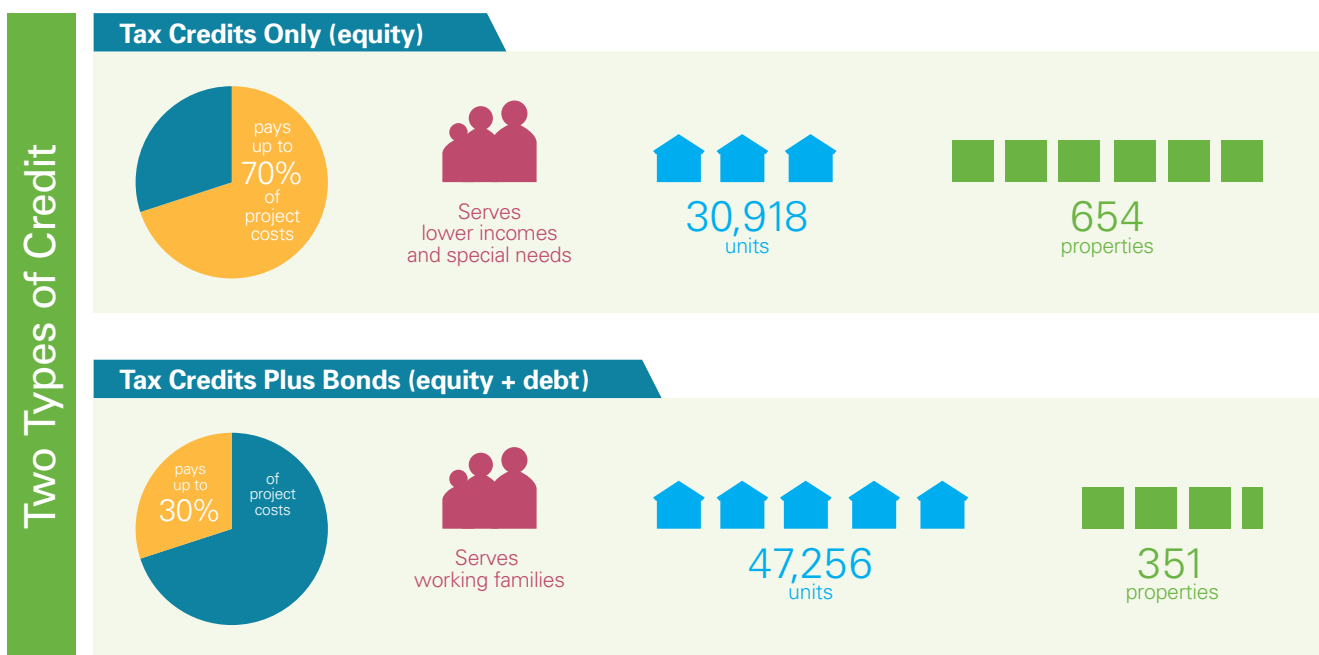 Two Types of Credit
Tax Credits Only (equity)
pays
up to
70%
of
project
costs
Serves
lower incomes
and special needs
30,918
units
654
properties
Tax Credits Plus Bonds (equity + debt)
pays
up to
30%
of
project
costs
Serves
working families
47,256
units
351
properties